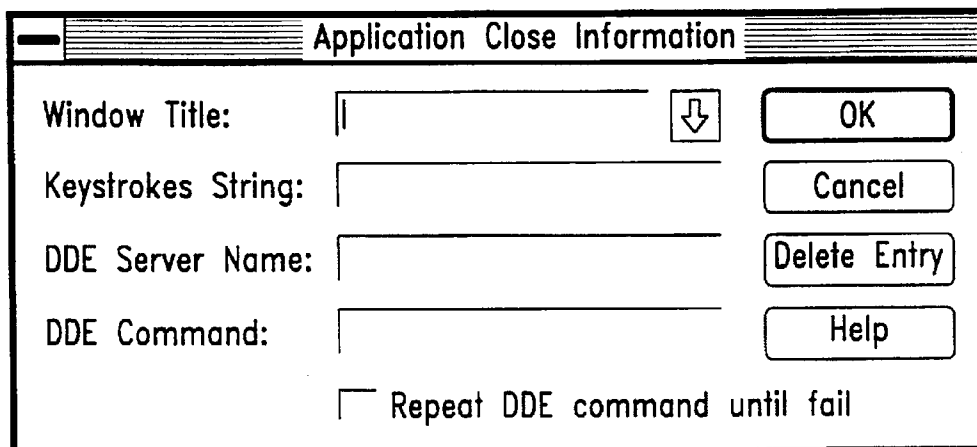 Application Close Information
Window Title:
OK
Keystrokes String:
Cancel
DDE Server Name:
Delete Entry
DDE Command:
Help
Repeat DDE command until fail